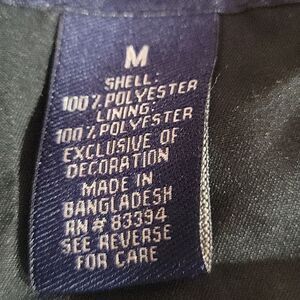 M
SHELL:
100% POLYESTER
LINING:
100% POLYESTER
EXCLUSIVE OF
DECORATION
MADE IN
BANGLADESH
RN # 83394
SEE REVERSE
FOR CARE